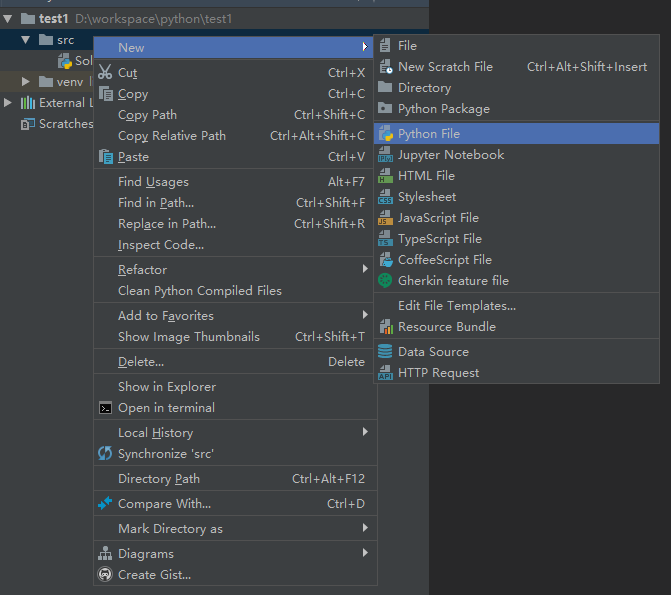 test1 D:\workspace\python\test1
src
Sol
venv
External L
Scratches
New
Cut Ctrl+X
Copy Ctrl+C
Copy Path Ctrl+Shift+C
Copy Relative Path Ctrl+Alt+Shift+C
Paste Ctrl+V
Find Usages Alt+F7
Find in Path... Ctrl+Shift+F
Replace in Path... Ctrl+Shift+R
Inspect Code...
Refactor
Clean Python Compiled Files
Add to Favorites
Show Image Thumbnails Ctrl+Shift+T
Delete... Delete
Show in Explorer
Open in terminal
Local History
Synchronize 'src'
Directory Path Ctrl+Alt+F12
Compare With... Ctrl+D
Mark Directory as
Diagrams
Create Gist...
File
New Scratch File Ctrl+Alt+Shift+Insert
Directory
Python Package
Python File
Jupyter Notebook
HTML File
Stylesheet
JavaScript File
TypeScript File
CoffeeScript File
Gherkin feature file
Edit File Templates...
Resource Bundle
Data Source
HTTP Request